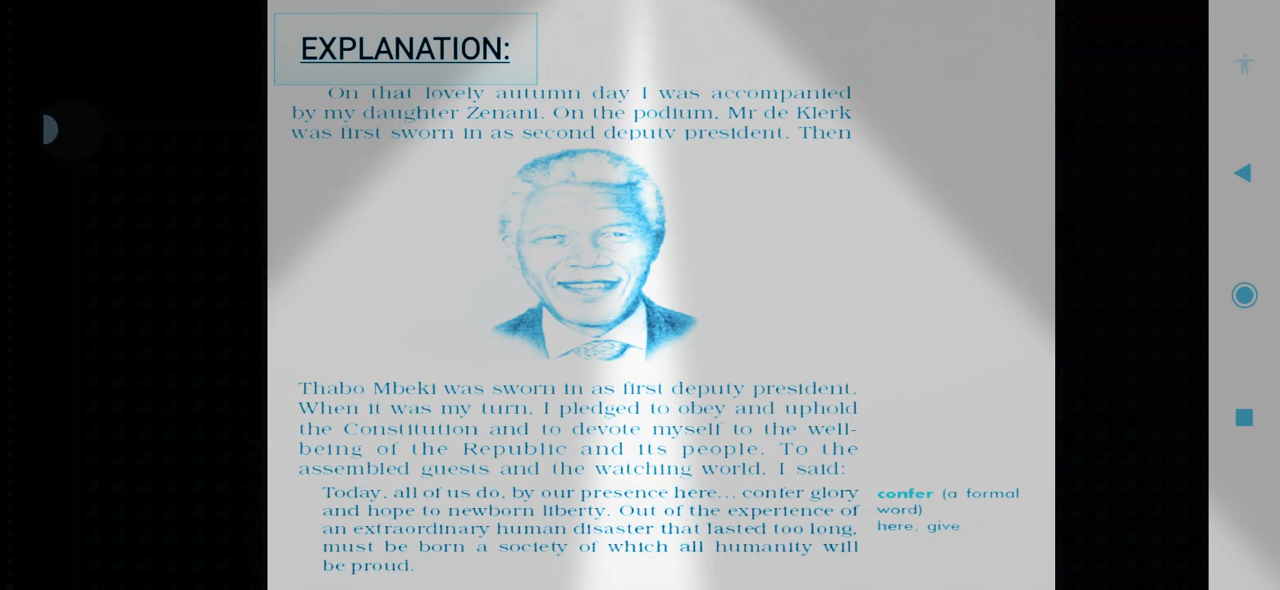 EXPLANATION:
On that lovely autumn day I was accompanied
by my daughter Zenani. On the podium, Mr de Klerk
was first sworn in as second deputy president. Then
Thabo Mbeki was sworn in as first deputy president.
When it was my turn, I pledged to obey and uphold
the Constitution and to devote myself to the well-
being of the Republic and its people. To the
assembled guests and the watching world, I said:
Today, all of us do, by our presence here... confer glory
and hope to newborn liberty. Out of the experience of
an extraordinary human disaster that lasted too long,
must be born a society of which all humanity will
be proud.
confer (a formal
word)
here, give